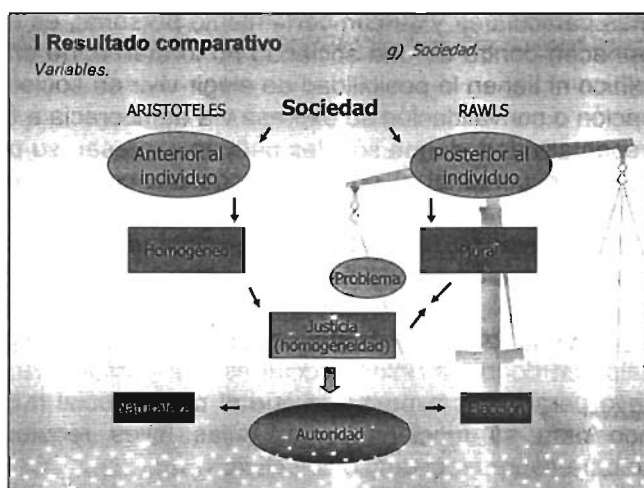 I Resultado comparativo
g) Sociedad.
Variables.
ARISTOTELES
Sociedad
RAWLS
Anterior al
individuo
Posterior al
individuo
Homogéneo
Plural
Problema
Justicia
(homogeneidad)
Elección
Autoridad